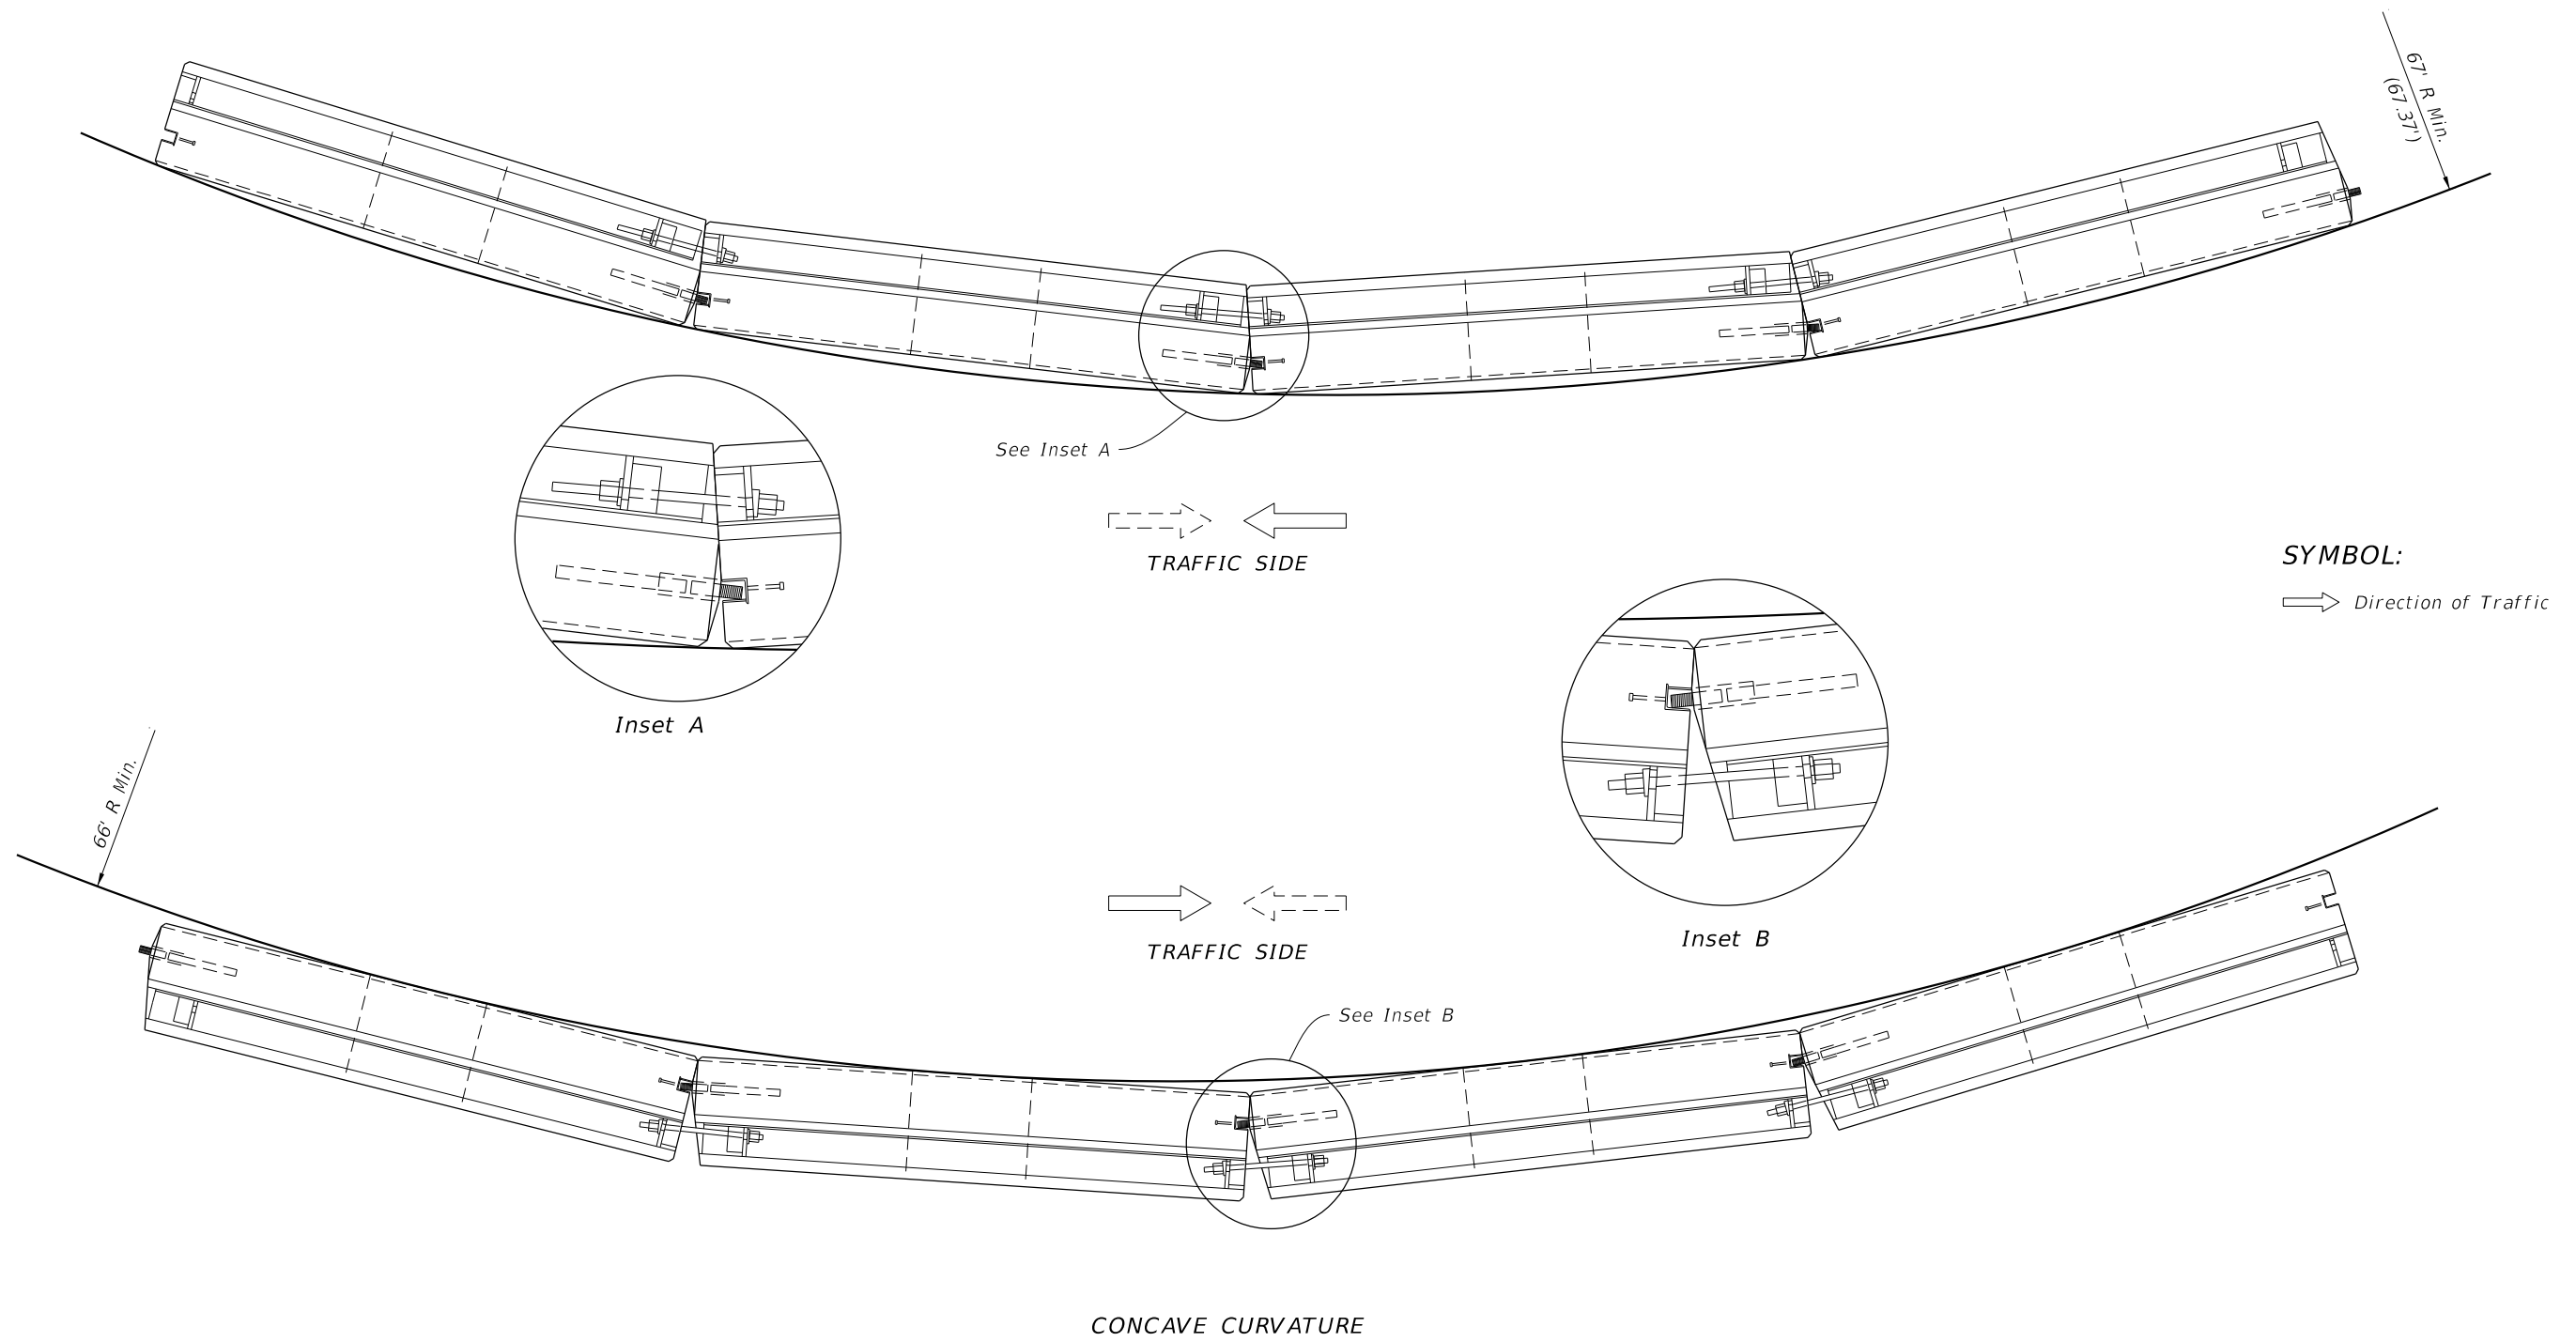 67' R Min.
(67.37')
See Inset A
TRAFFIC SIDE
SYMBOL:
Direction of Traffic
Inset A
66' R Min.
TRAFFIC SIDE
Inset B
See Inset B
CONCAVE CURVATURE